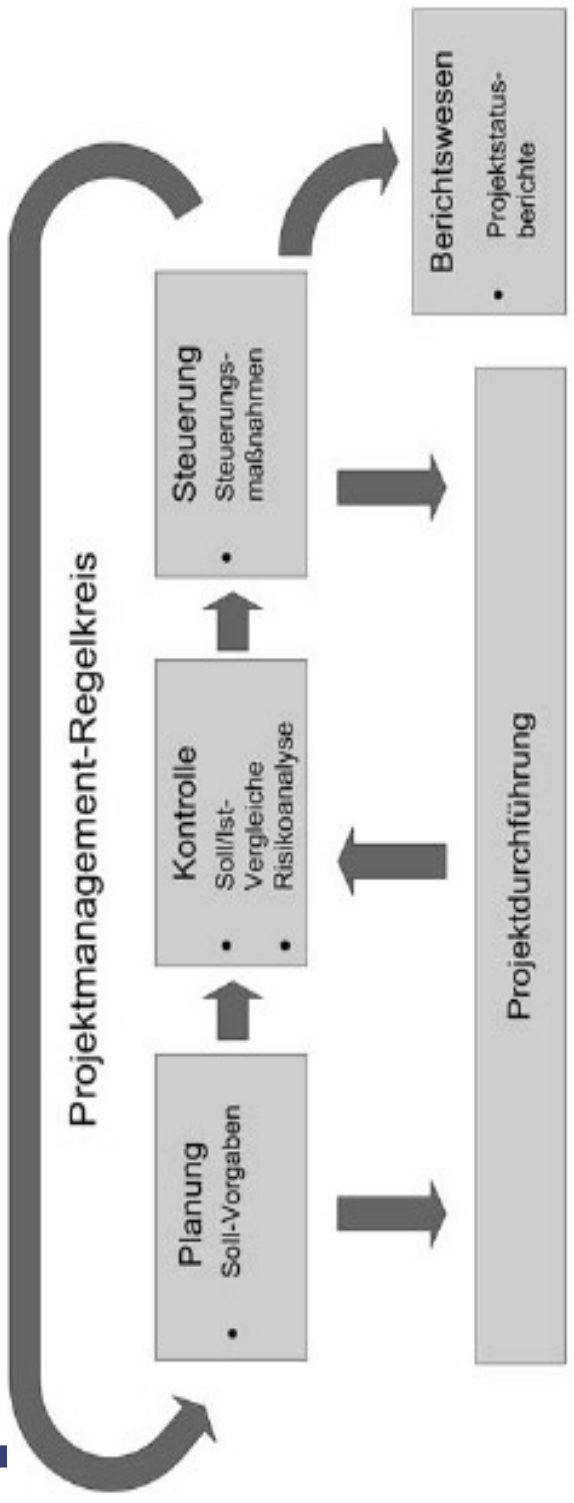 Projektmanagement-Regelkreis
Planung
• Soll-Vorgaben
Kontrolle
• Soll/Ist-
Vergleiche
• Risikoanalyse
Steuerung
• Steuerungs-
maßnahmen
Berichtswesen
• Projektstatus-
berichte
Projektdurchführung